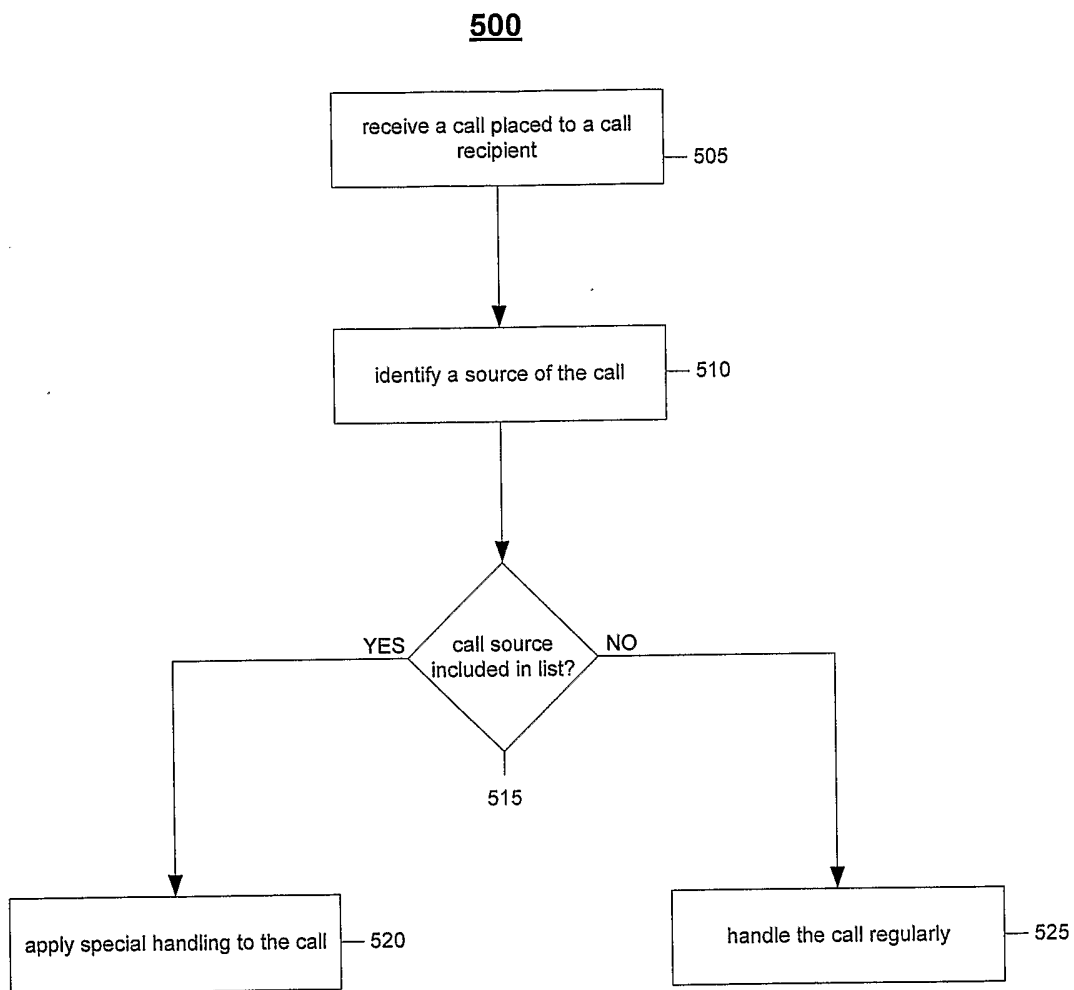 500
receive a call placed to a call
recipient
505
identify a source of the call
510
YES
call source
included in list?
NO
515
apply special handling to the call
520
handle the call regularly
525